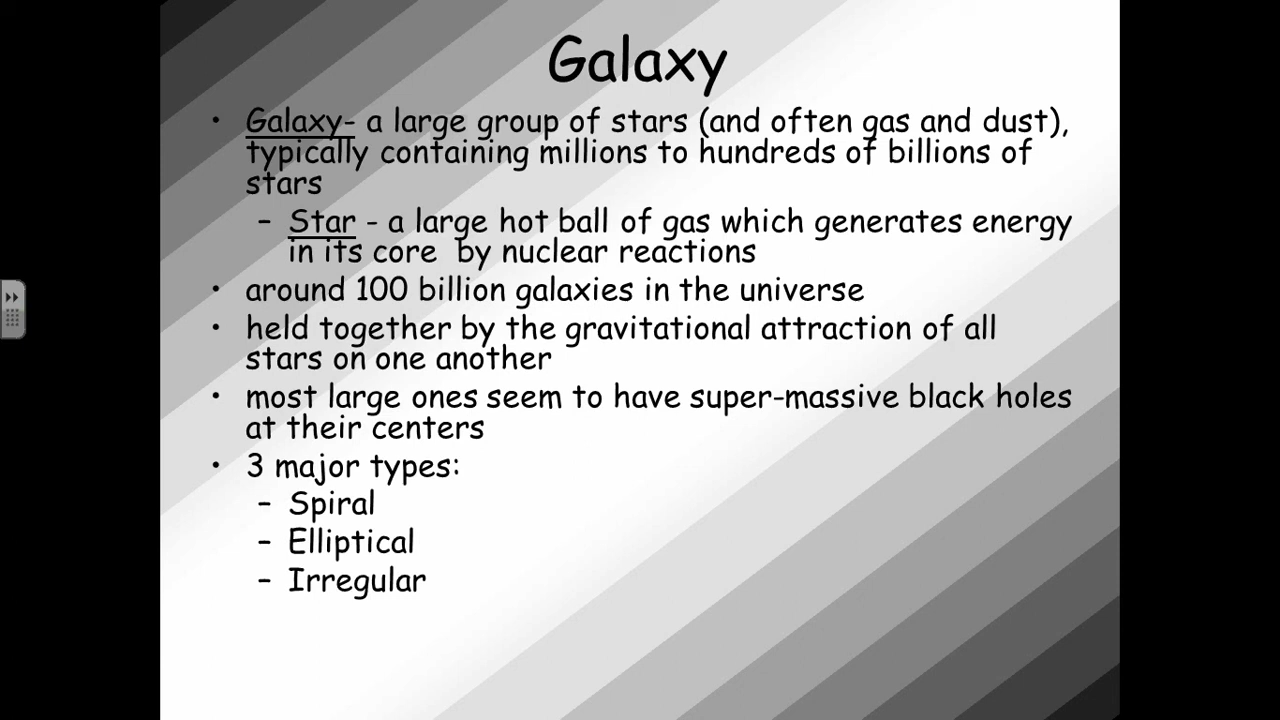 Galaxy
• Galaxy- a large group of stars (and often gas and dust),
typically containing millions to hundreds of billions of
stars
– Star - a large hot ball of gas which generates energy
in its core by nuclear reactions
• around 100 billion galaxies in the universe
• held together by the gravitational attraction of all
stars on one another
• most large ones seem to have super-massive black holes
at their centers
• 3 major types:
– Spiral
– Elliptical
– Irregular